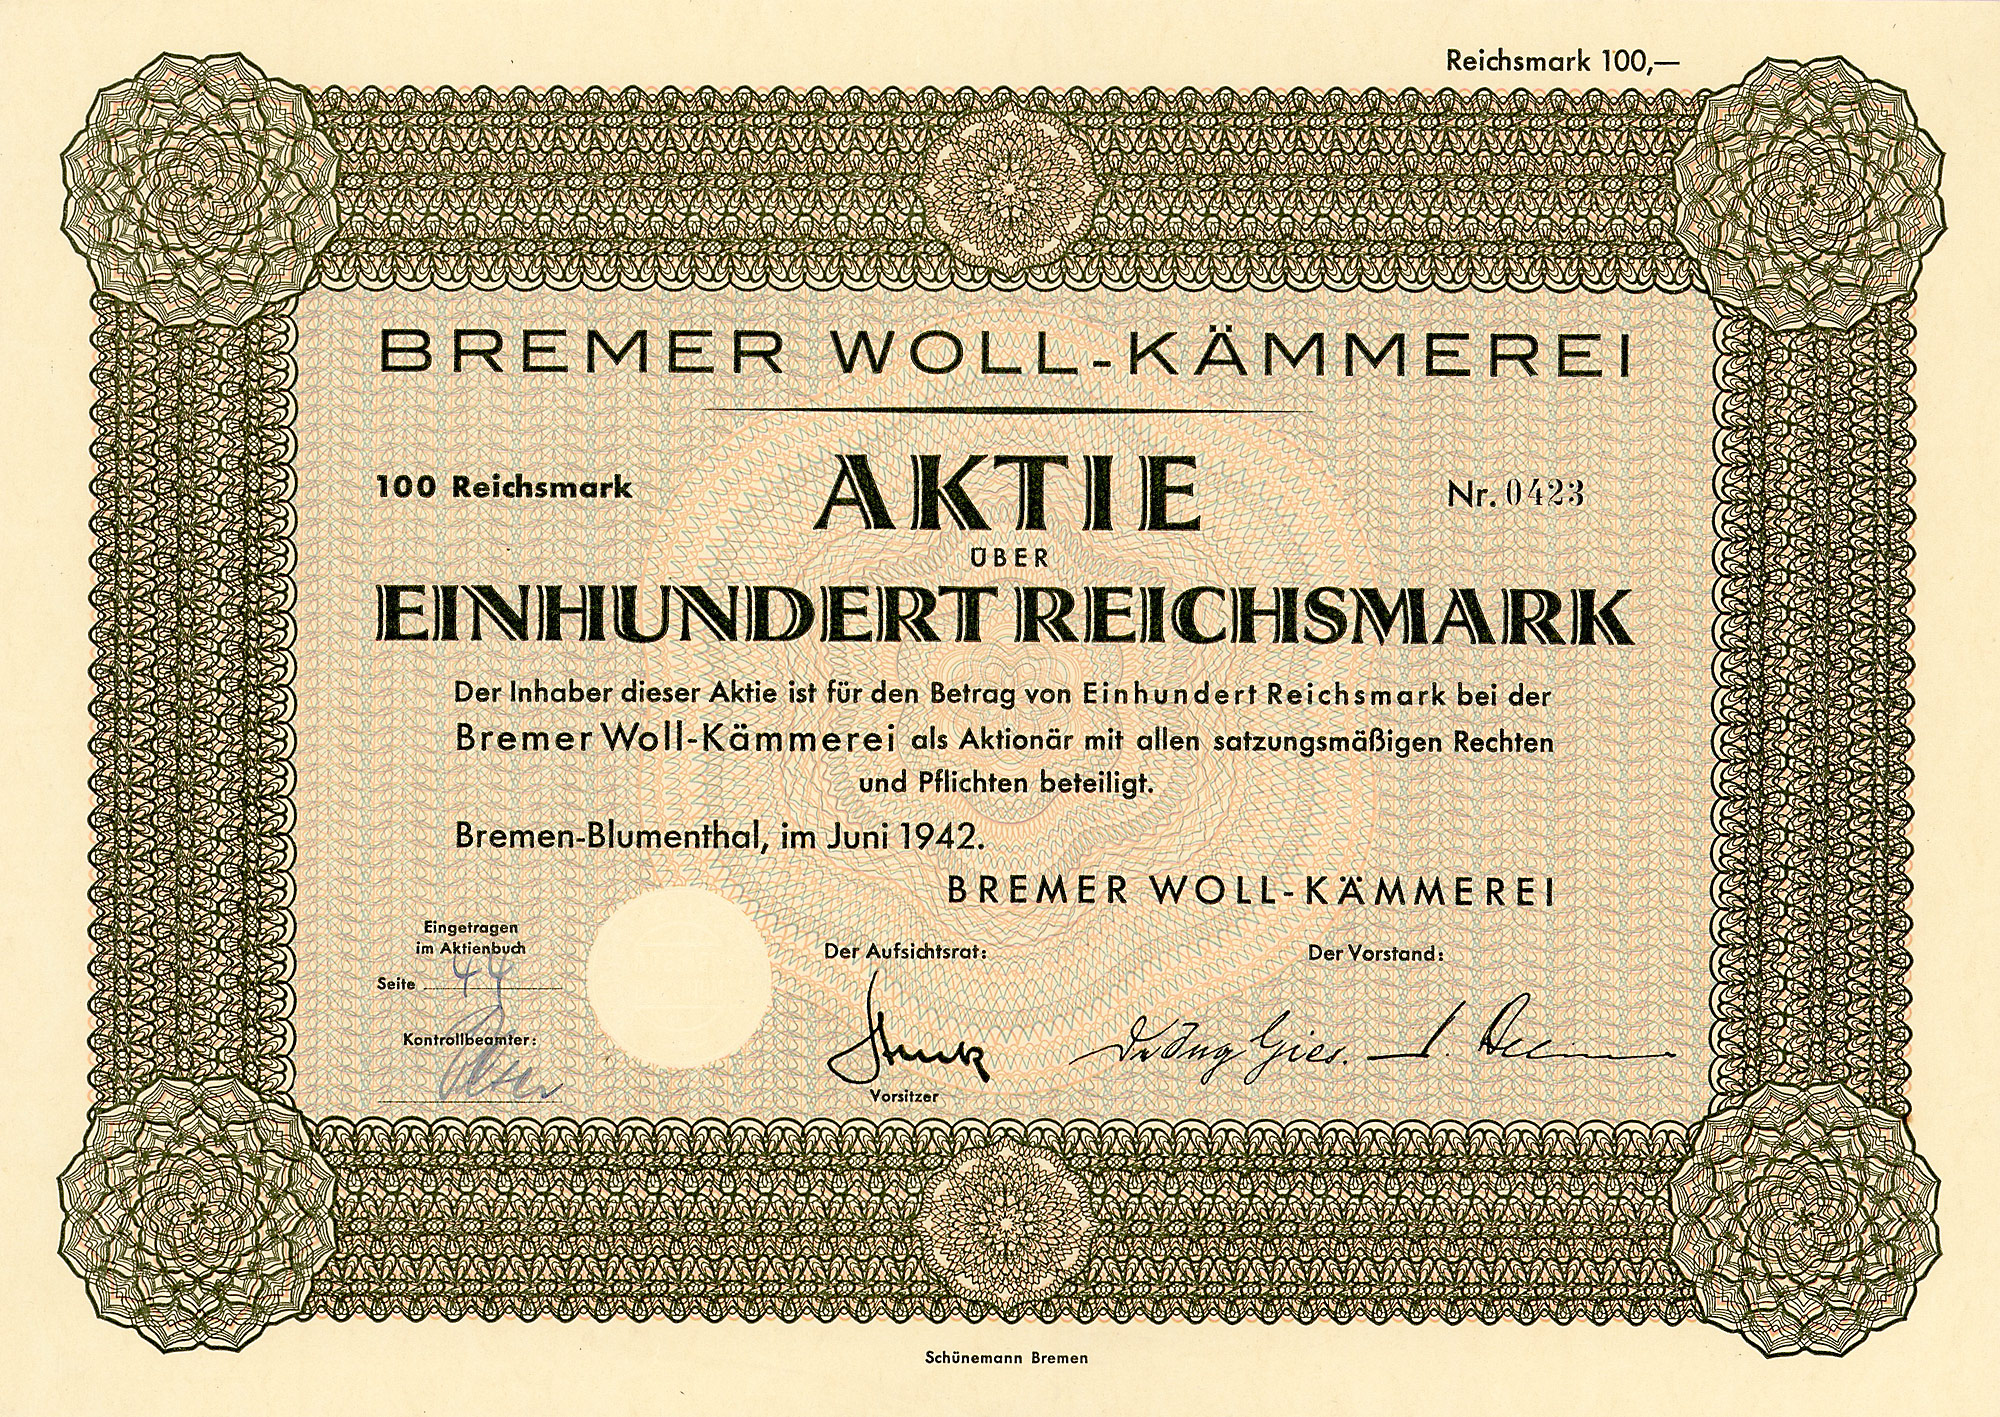 Reichsmark 100,—
BREMER WOLL-KÄMMEREI
100 Reichsmark
AKTIE
Nr. 0423
ÜBER
EINHUNDERT REICHSMARK
Der Inhaber dieser Aktie ist für den Betrag von Einhundert Reichsmark bei der
Bremer Woll-Kämmerei als Aktionär mit allen satzungsmäßigen Rechten
und Pflichten beteiligt.
Bremen-Blumenthal, im Juni 1942.
BREMER WOLL-KÄMMEREI
Eingetragen
im Aktienbuch
Seite 44
Kontrollbeamter:
Der Aufsichtsrat:
Vorsitzer
Der Vorstand:
Schünemann Bremen